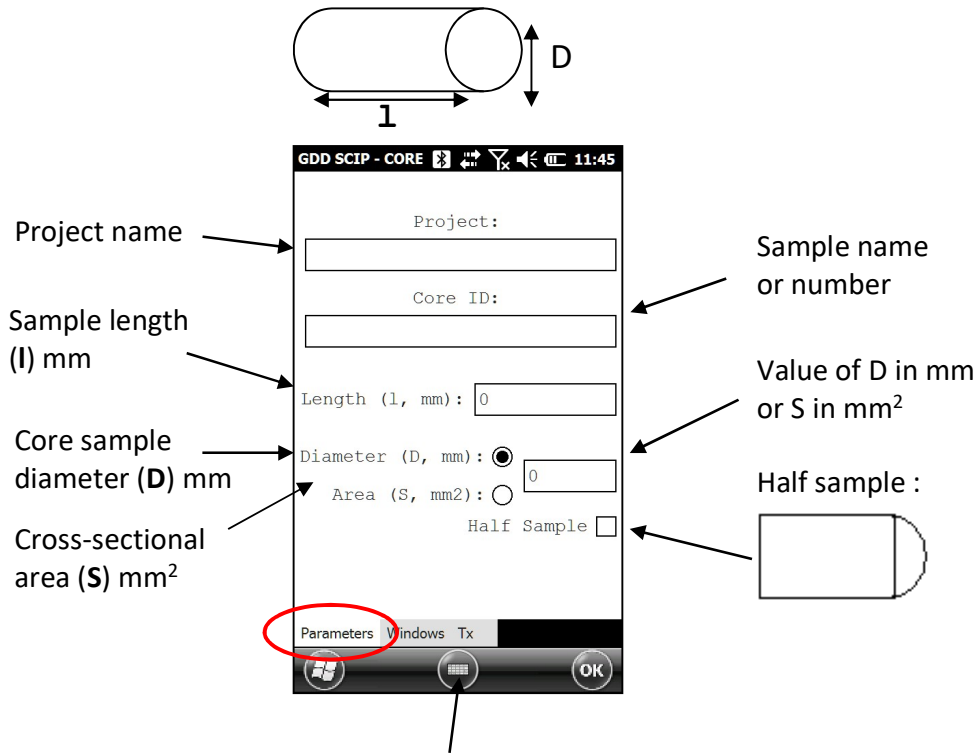 D
l
GDD SCIP - CORE 11:45
Project:
Project name
Core ID:
Sample name
or number
Sample length
(l) mm
Length (l, mm): 0
Value of D in mm
or S in mm²
Core sample
diameter (D) mm
Diameter (D, mm):
0
Area (S, mm2):
Half Sample
Half sample :
Cross-sectional
area (S) mm²
Parameters Windows Tx
OK